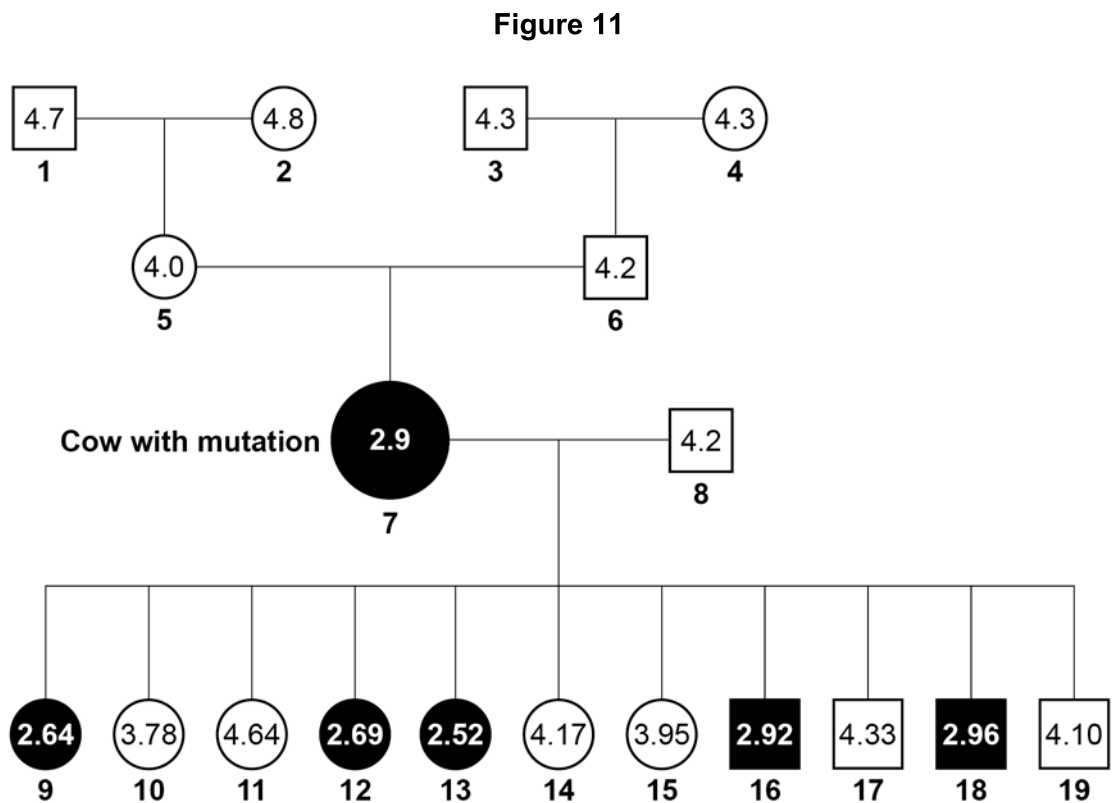 Figure 11
4.7 4.8 4.3 4.3
1 2 3 4
4.0 4.2
5 6
Cow with mutation 2.9 4.2
8
7
2.64 3.78 4.64 2.69 2.52 4.17 3.95 2.92 4.33 2.96 4.10
9 10 11 12 13 14 15 16 17 18 19